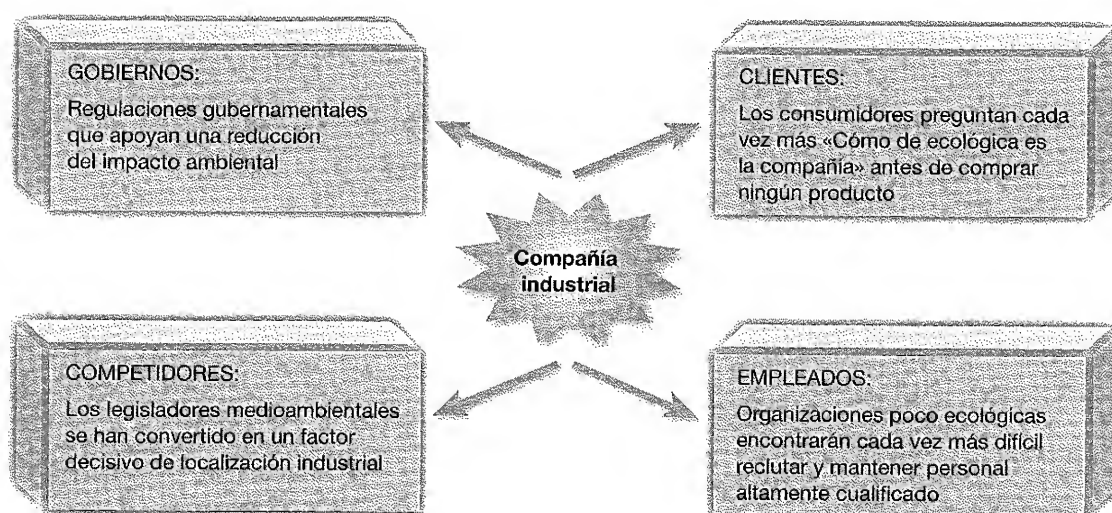 GOBIERNOS:
Regulaciones gubernamentales
que apoyan una reducción
del impacto ambiental
CLIENTES:
Los consumidores preguntan cada
vez más «Cómo de ecológica es
la compañía» antes de comprar
ningún producto
Compañía
industrial
COMPETIDORES:
Los legisladores medioambientales
se han convertido en un factor
decisivo de localización industrial
EMPLEADOS:
Organizaciones poco ecológicas
encontrarán cada vez más difícil
reclutar y mantener personal
altamente cualificado